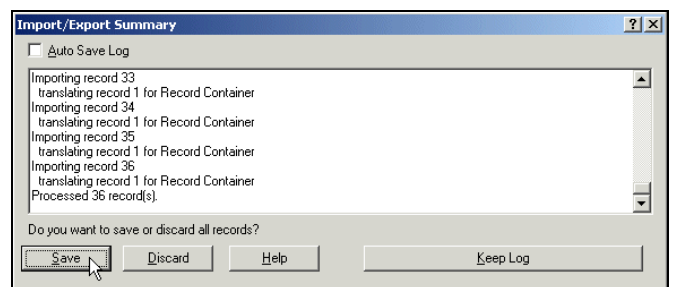 Import/Export Summary
Auto Save Log
Importing record 33
translating record 1 for Record Container
Importing record 34
translating record 1 for Record Container
Importing record 35
translating record 1 for Record Container
Importing record 36
translating record 1 for Record Container
Processed 36 record(s).
Do you want to save or discard all records?
Save Discard Help Keep Log